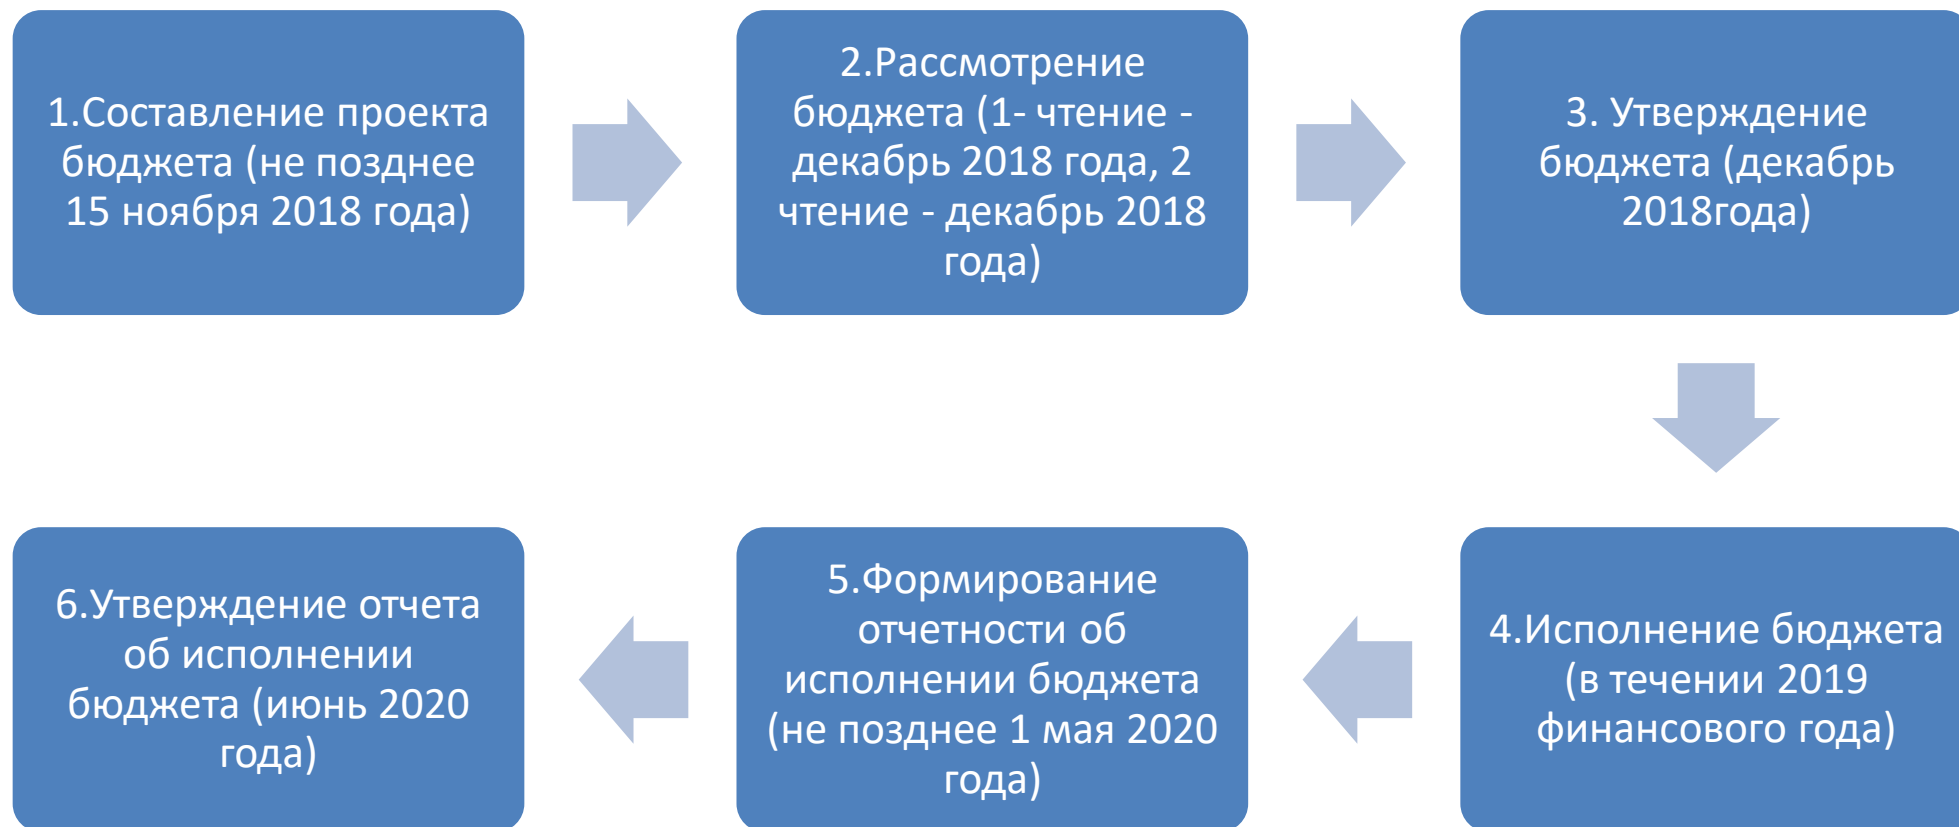 1.Составление проекта
бюджета (не позднее
15 ноября 2018 года)
2.Рассмотрение
бюджета (1- чтение -
декабрь 2018 года, 2
чтение - декабрь 2018
года)
3. Утверждение
бюджета (декабрь
2018года)
4.Исполнение бюджета
(в течении 2019
финансового года)
5.Формирование
отчетности об
исполнении бюджета
(не позднее 1 мая 2020
года)
6.Утверждение отчета
об исполнении
бюджета (июнь 2020
года)